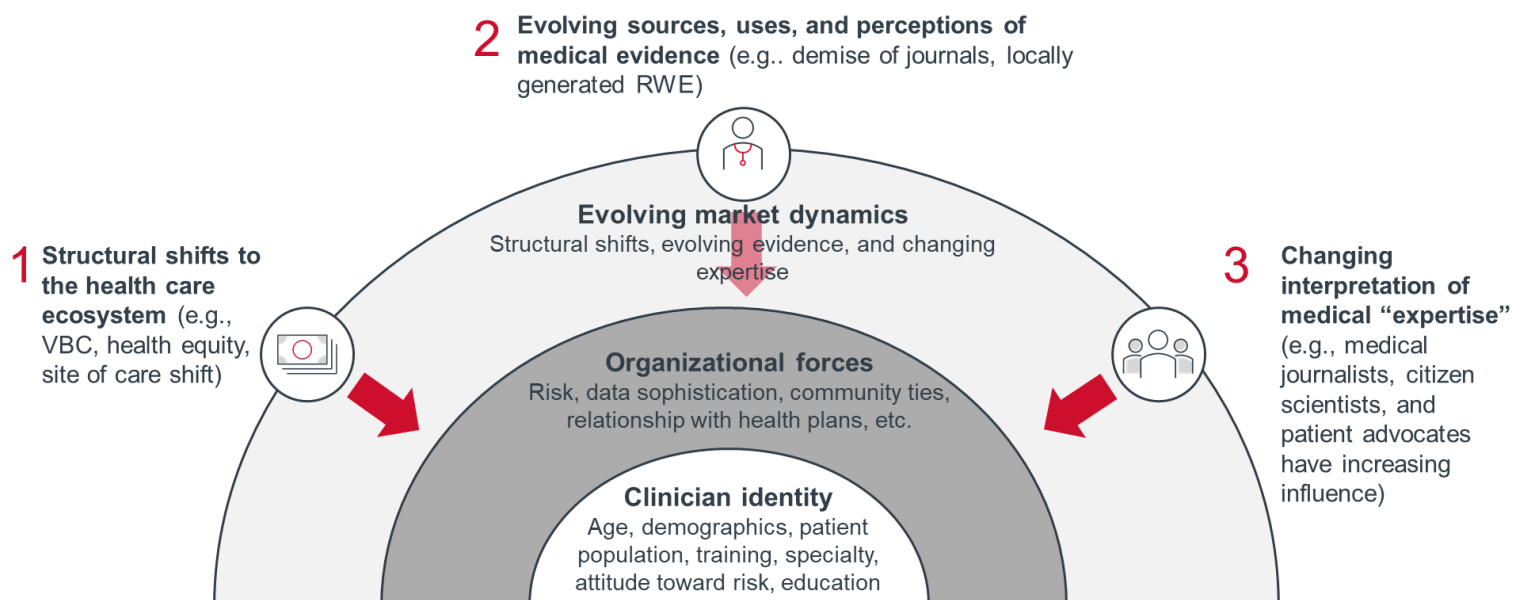 2
Evolving sources, uses, and perceptions of
medical evidence (e.g.. demise of journals, locally
generated RWE)
1
Structural shifts to
the health care
ecosystem (e.g.,
VBC, health equity,
site of care shift)
Evolving market dynamics
Structural shifts, evolving evidence, and changing
expertise
3
Changing
interpretation of
medical “expertise”
(e.g., medical
journalists, citizen
scientists, and
patient advocates
have increasing
influence)
Organizational forces
Risk, data sophistication, community ties,
relationship with health plans, etc.
Clinician identity
Age, demographics, patient
population, training, specialty,
attitude toward risk, education